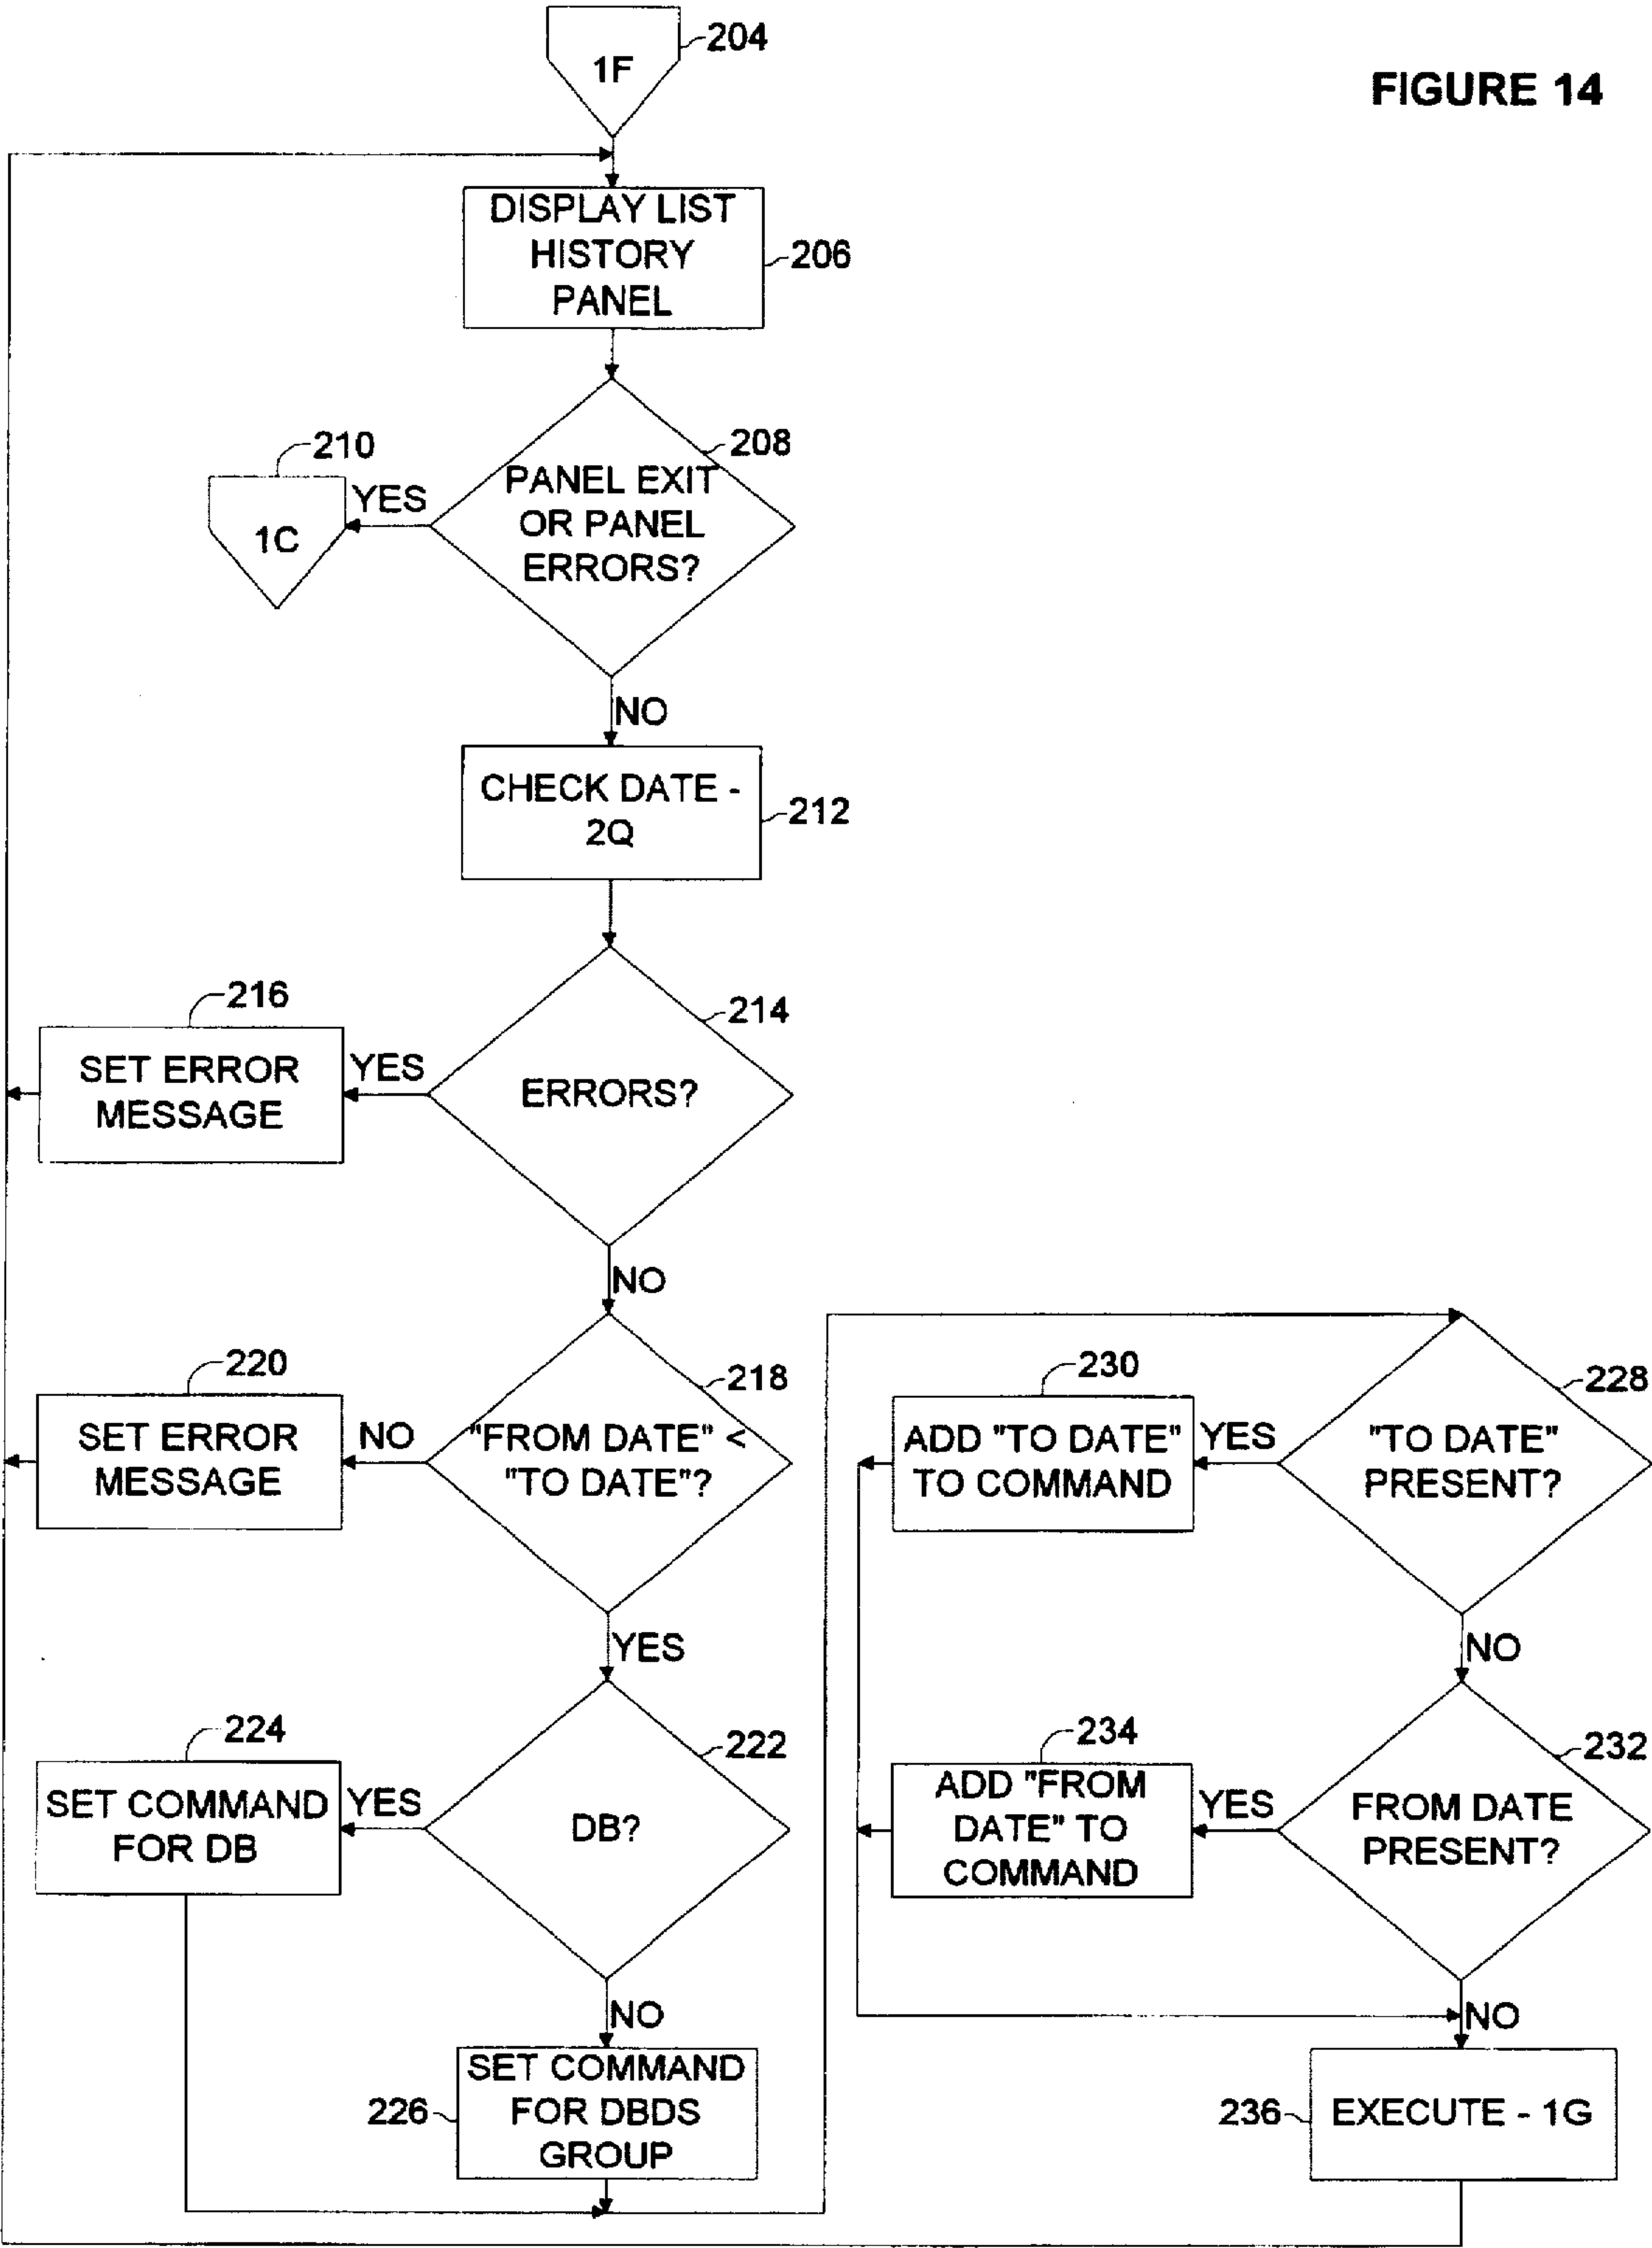 204
1F
FIGURE 14
DISPLAY LIST
HISTORY
PANEL
206
210
1C
YES
208
PANEL EXIT
OR PANEL
ERRORS?
NO
CHECK DATE -
2Q
212
216
SET ERROR
MESSAGE
YES
214
ERRORS?
NO
220
SET ERROR
MESSAGE
NO
218
"FROM DATE" <
"TO DATE"?
YES
224
SET COMMAND
FOR DB
YES
222
DB?
NO
226
SET COMMAND
FOR DBDS
GROUP
230
ADD "TO DATE"
TO COMMAND
YES
228
"TO DATE"
PRESENT?
NO
234
ADD "FROM
DATE" TO
COMMAND
YES
232
FROM DATE
PRESENT?
NO
236
EXECUTE - 1G